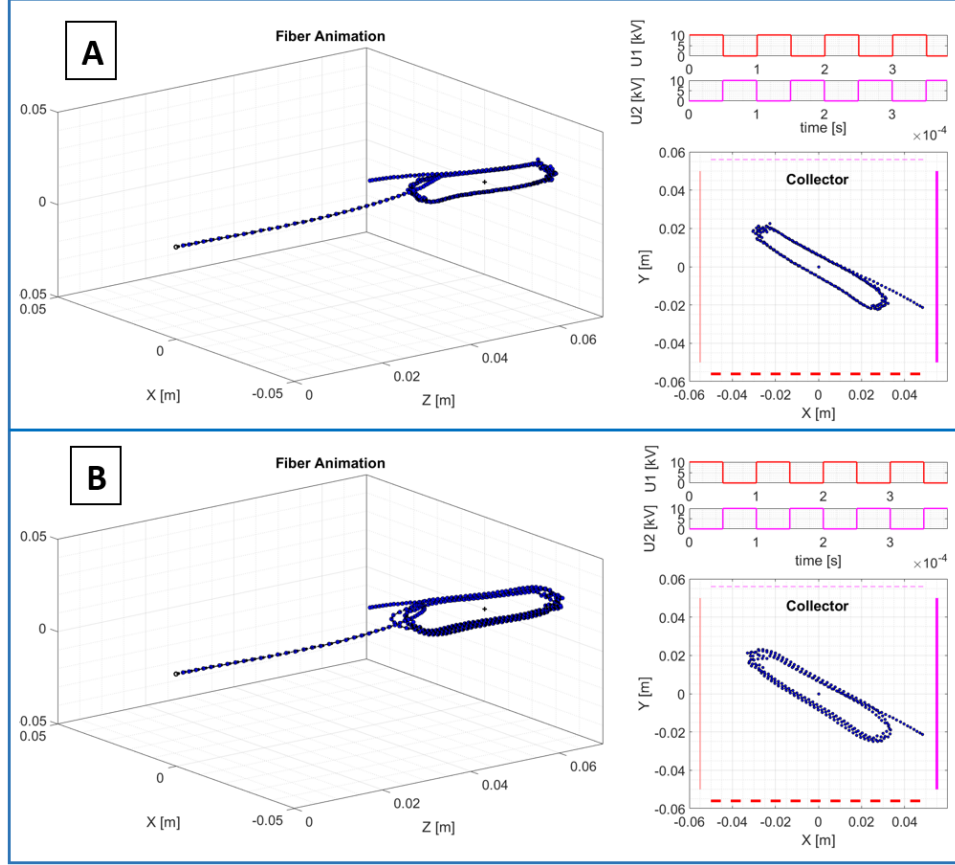 A
Fiber Animation
0.05
0
0.05
0.05
0
-0.05
X [m]
0
0.02
0.04
0.06
Z [m]
U1 [kV]
10
5
0
0
1
2
3
U2 [kV]
10
5
0
0
1
2
3
time [s]
×10⁻⁴
Collector
Y [m]
0.06
0.04
0.02
0
-0.02
-0.04
-0.06
-0.06 -0.04 -0.02 0 0.02 0.04
X [m]
B
Fiber Animation
0.05
0
0.05
0.05
0
-0.05
X [m]
0
0.02
0.04
0.06
Z [m]
U1 [kV]
10
5
0
0
1
2
3
U2 [kV]
10
5
0
0
1
2
3
time [s]
×10⁻⁴
Collector
Y [m]
0.06
0.04
0.02
0
-0.02
-0.04
-0.06
-0.06 -0.04 -0.02 0 0.02 0.04
X [m]